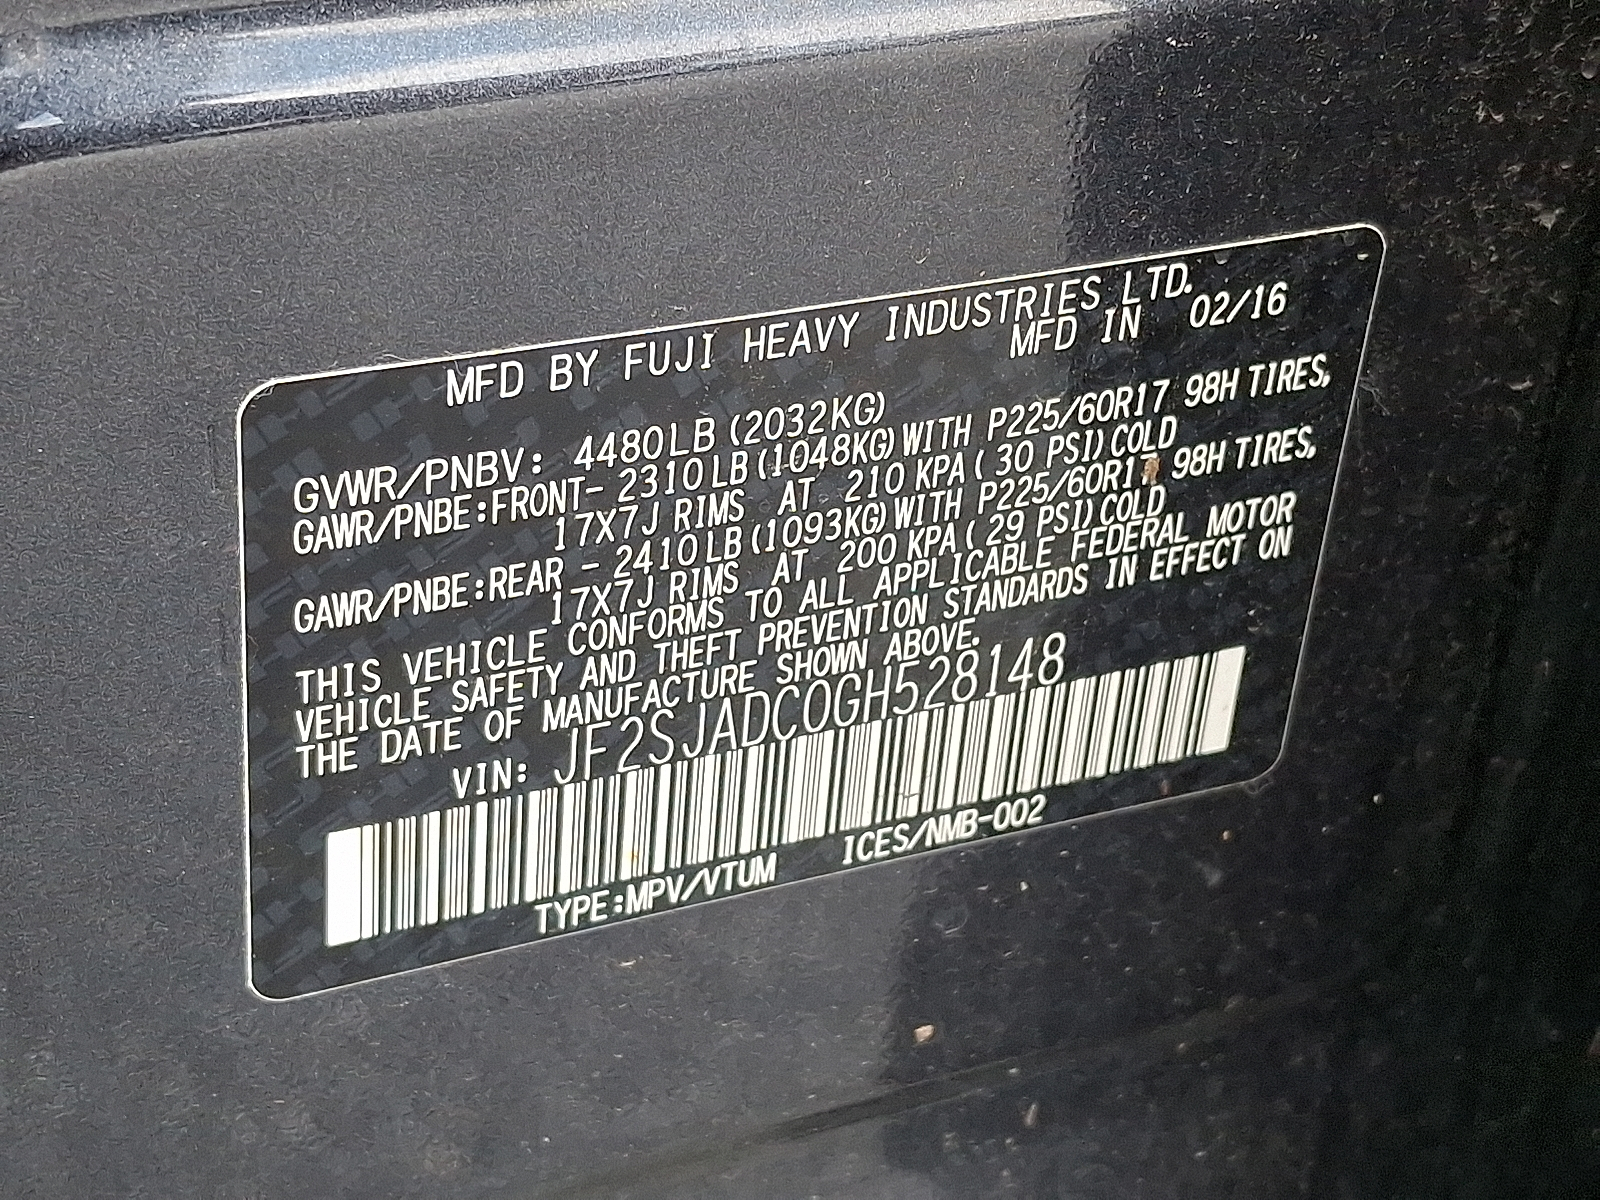 MFD BY FUJI HEAVY INDUSTRIES LTD.
MFD IN 02/16
GVWR/PNBV: 4480LB (2032KG)
GAWR/PNBE:FRONT- 2310LB (1048KG) WITH P225/60R17 98H TIRES,
17X7J RIMS AT 210 KPA ( 30 PSI) COLD
GAWR/PNBE:REAR - 2410LB (1093KG) WITH P225/60R17 98H TIRES,
17X7J RIMS AT 200 KPA ( 29 PSI) COLD
THIS VEHICLE CONFORMS TO ALL APPLICABLE FEDERAL MOTOR
VEHICLE SAFETY AND THEFT PREVENTION STANDARDS IN EFFECT ON
THE DATE OF MANUFACTURE SHOWN ABOVE.
VIN: JF2SJADC0GH528148
TYPE:MPV/VTUM ICES/NMB-002